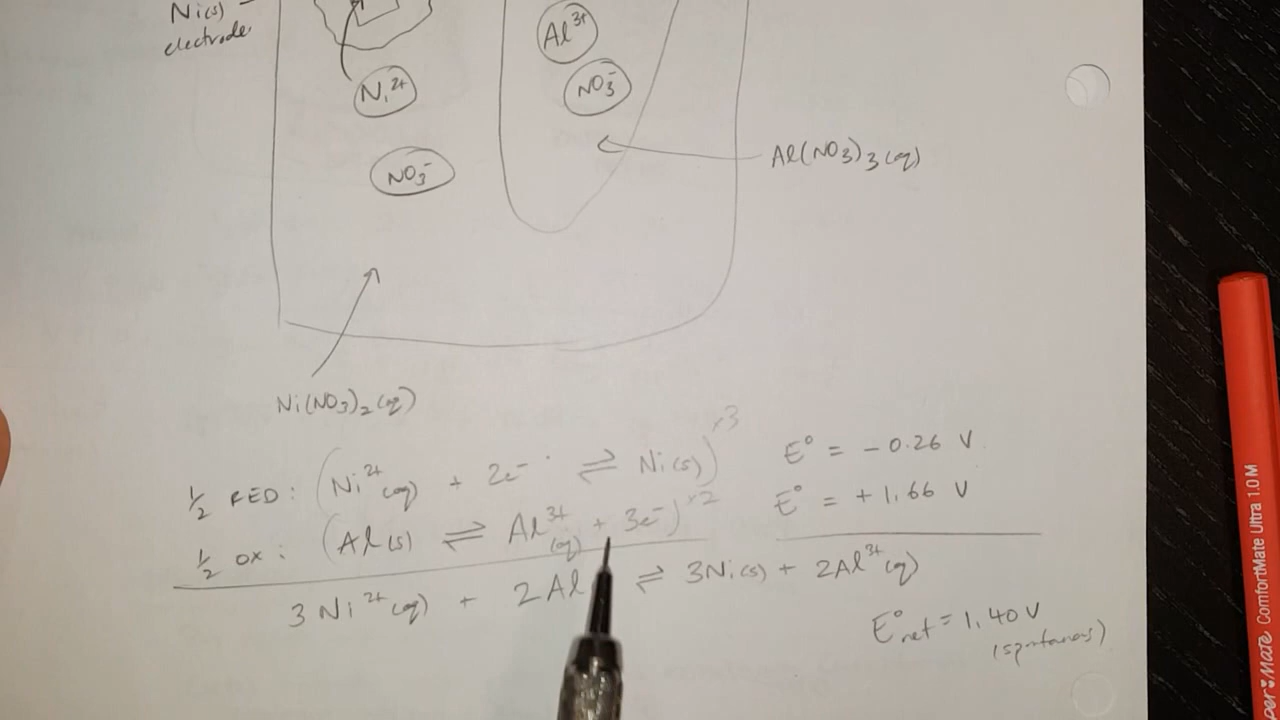 Ni(s)
electrode
Al³⁺
NO₃⁻
Ni²⁺
NO₃⁻
Al(NO₃)₃(aq)
Ni(NO₃)₂(aq)
½ RED: (Ni²⁺(aq) + 2e⁻ ⇌ Ni(s))ˣ³ E° = -0.26 V
½ OX: (Al(s) ⇌ Al³⁺(aq) + 3e⁻)ˣ² E° = +1.66 V
3Ni²⁺(aq) + 2Al ⇌ 3Ni(s) + 2Al³⁺(aq)
E°net = 1.40 V
(spontaneous)
MATE ComfortMate Ultra 1.0 M